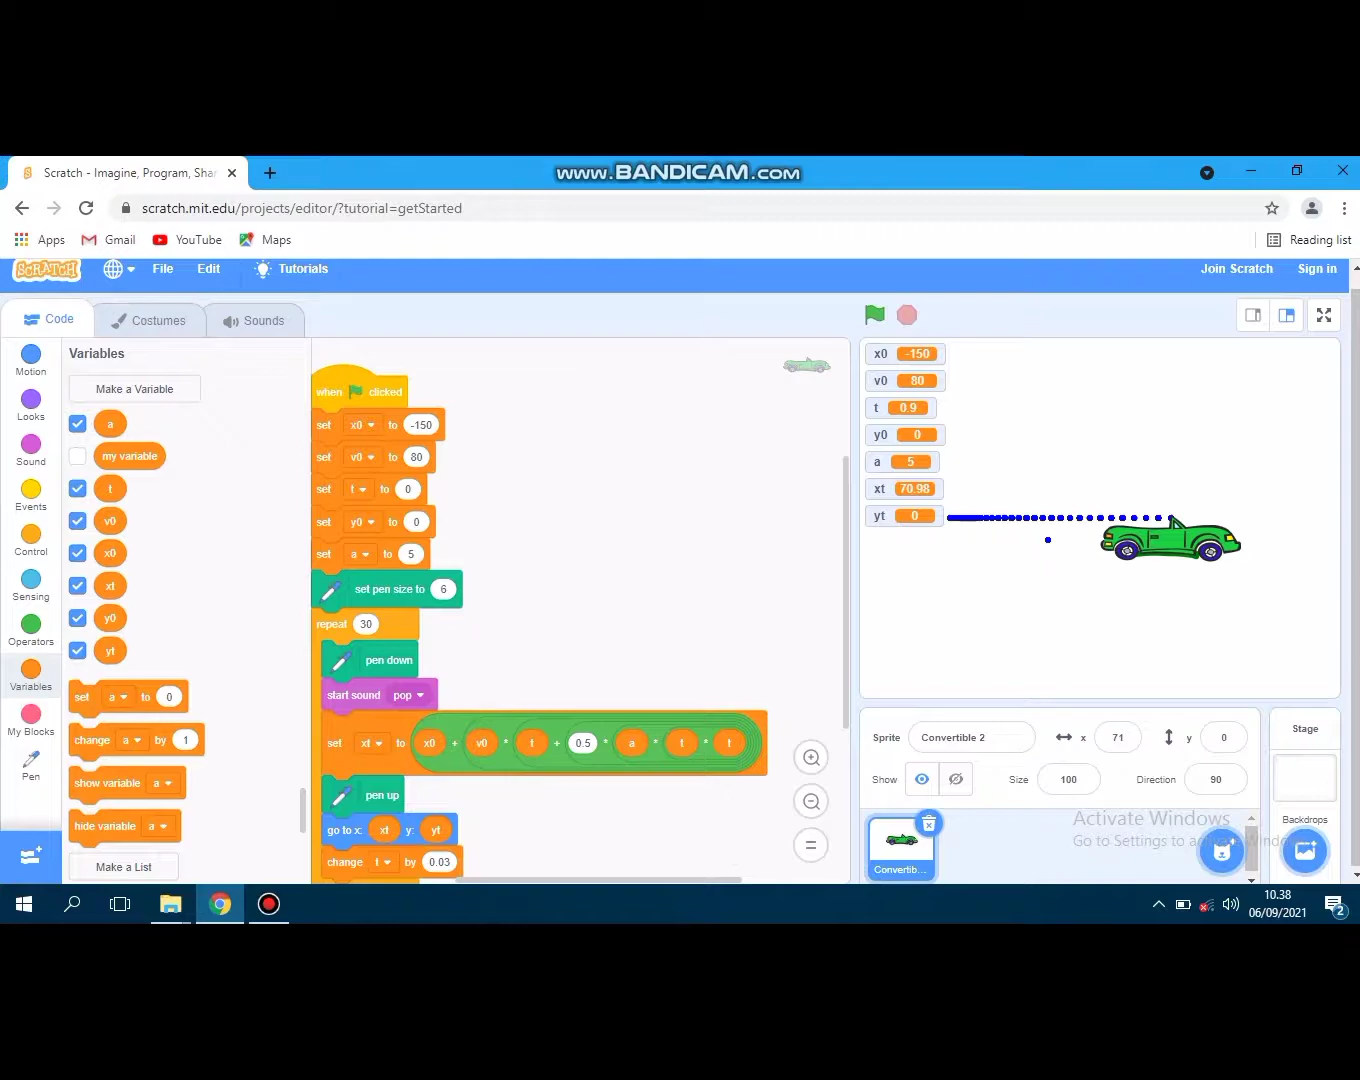 www.BANDICAM.com
Scratch - Imagine, Program, Shar
scratch.mit.edu/projects/editor/?tutorial=getStarted
Apps Gmail YouTube Maps Reading list
SCRATCH File Edit Tutorials Join Scratch Sign in
Code Costumes Sounds
Motion
Looks
Sound
Events
Control
Sensing
Operators
Variables
My Blocks
Pen
Variables
Make a Variable
a
my variable
t
v0
x0
xt
y0
yt
set a to 0
change a by 1
show variable a
hide variable a
Make a List
when clicked
set x0 to -150
set v0 to 80
set t to 0
set y0 to 0
set a to 5
set pen size to 6
repeat 30
pen down
start sound pop
set xt to x0 + v0 * t + 0.5 * a * t * t
pen up
go to x: xt y: yt
change t by 0.03
x0 -150
v0 80
t 0.9
y0 0
a 5
xt 70.98
yt 0
Sprite Convertible 2 x 71 y 0
Show Size 100 Direction 90
Convertib...
Stage
Backdrops
Activate Windows
Go to Settings to activate Windows.
10.38
06/09/2021
2